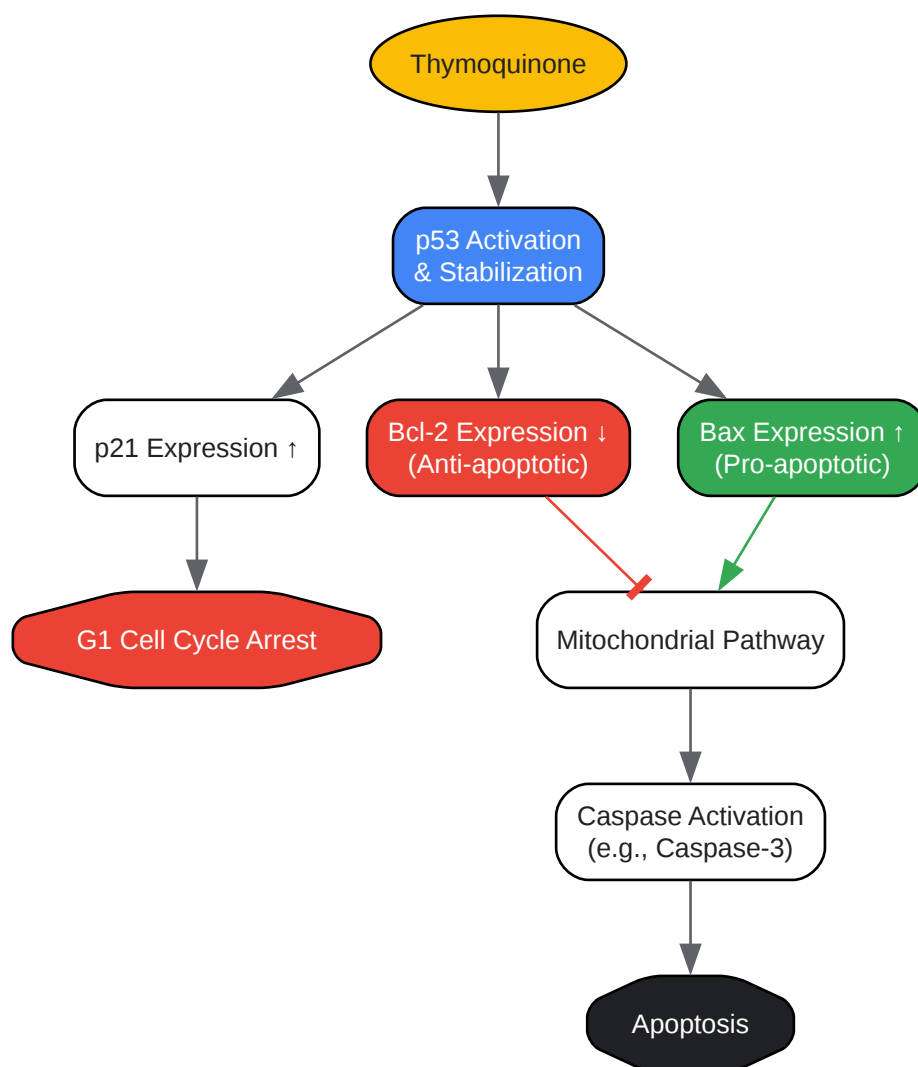 Thymoquinone
p53 Activation
& Stabilization
p21 Expression ↑
Bcl-2 Expression ↓
(Anti-apoptotic)
Bax Expression ↑
(Pro-apoptotic)
G1 Cell Cycle Arrest
Mitochondrial Pathway
Caspase Activation
(e.g., Caspase-3)
Apoptosis